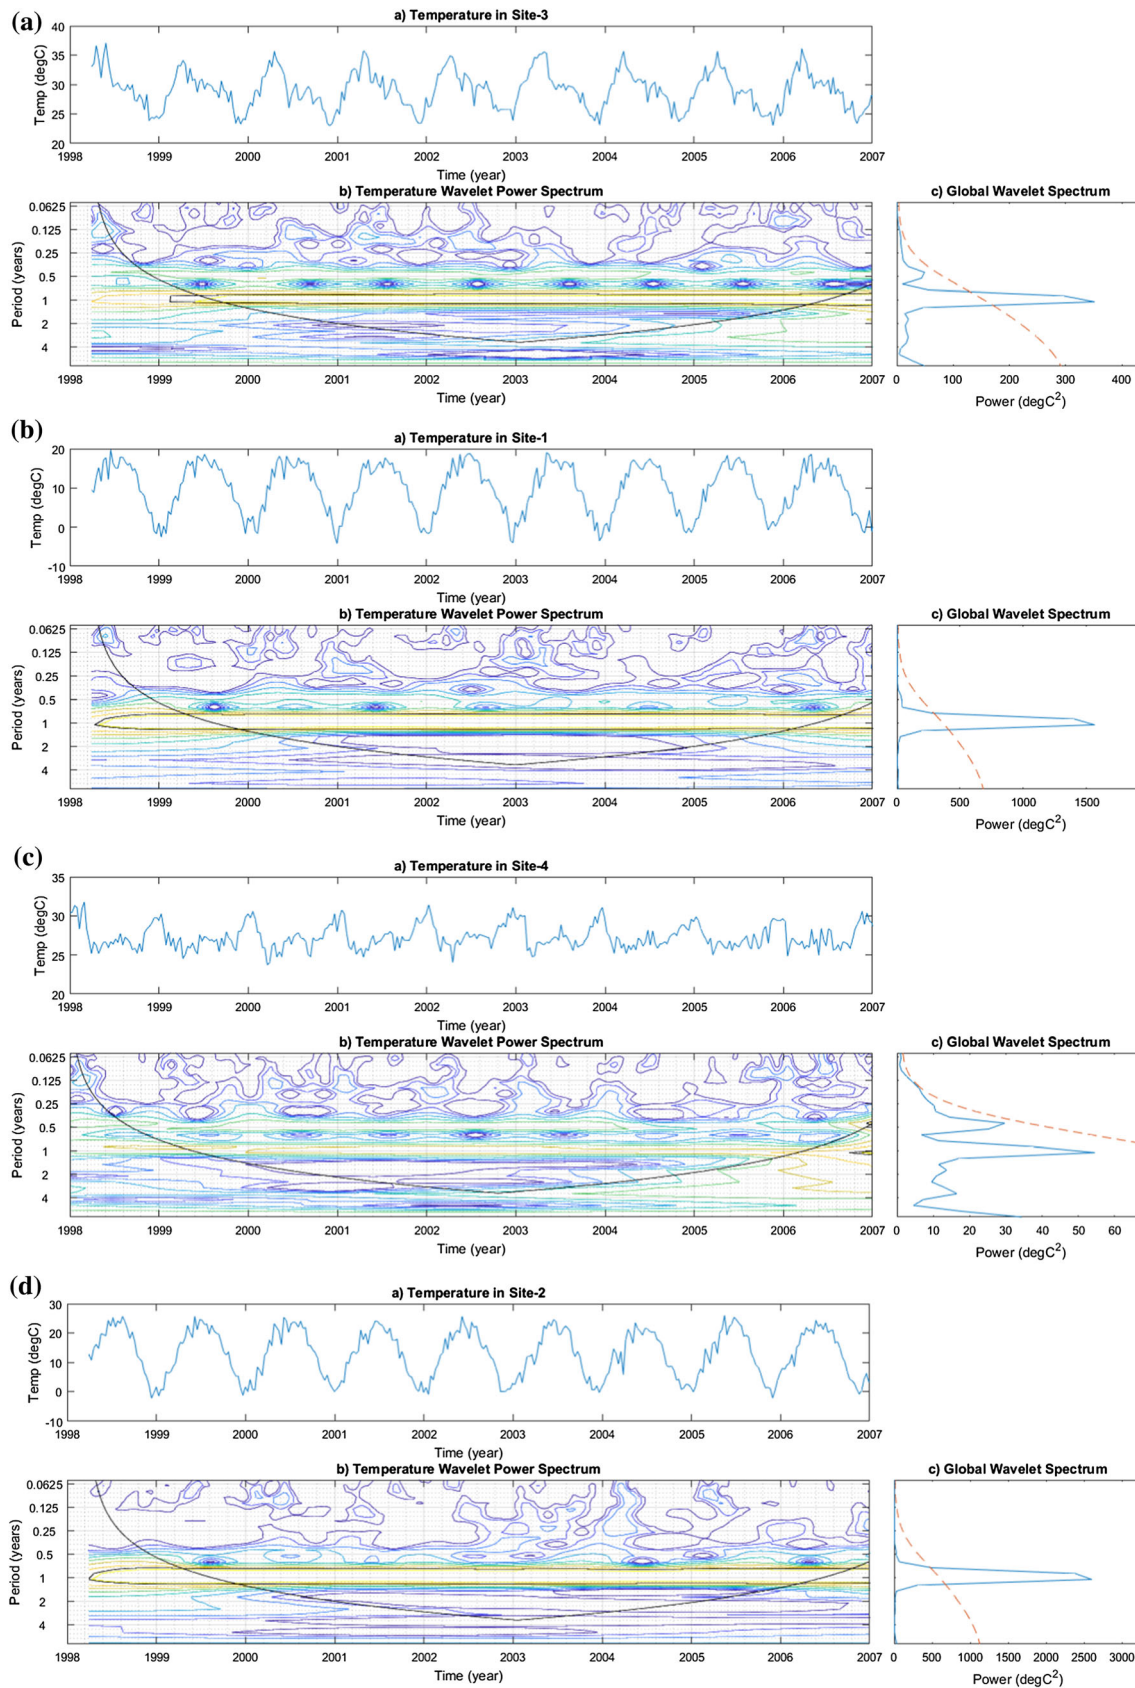 (a)
a) Temperature in Site-3
Temp (degC)
40
35
30
25
20
1998 1999 2000 2001 2002 2003 2004 2005 2006 2007
Time (year)
b) Temperature Wavelet Power Spectrum
Period (years)
0.0625
0.125
0.25
0.5
1
2
4
1998 1999 2000 2001 2002 2003 2004 2005 2006 2007
Time (year)
c) Global Wavelet Spectrum
0 100 200 300 400
Power (degC²)
(b)
a) Temperature in Site-1
Temp (degC)
20
10
0
-10
1998 1999 2000 2001 2002 2003 2004 2005 2006 2007
Time (year)
b) Temperature Wavelet Power Spectrum
Period (years)
0.0625
0.125
0.25
0.5
1
2
4
1998 1999 2000 2001 2002 2003 2004 2005 2006 2007
Time (year)
c) Global Wavelet Spectrum
0 500 1000 1500
Power (degC²)
(c)
a) Temperature in Site-4
Temp (degC)
35
30
25
20
1998 1999 2000 2001 2002 2003 2004 2005 2006 2007
Time (year)
b) Temperature Wavelet Power Spectrum
Period (years)
0.0625
0.125
0.25
0.5
1
2
4
1998 1999 2000 2001 2002 2003 2004 2005 2006 2007
Time (year)
c) Global Wavelet Spectrum
0 10 20 30 40 50 60
Power (degC²)
(d)
a) Temperature in Site-2
Temp (degC)
30
20
10
0
-10
1998 1999 2000 2001 2002 2003 2004 2005 2006 2007
Time (year)
b) Temperature Wavelet Power Spectrum
Period (years)
0.0625
0.125
0.25
0.5
1
2
4
1998 1999 2000 2001 2002 2003 2004 2005 2006 2007
Time (year)
c) Global Wavelet Spectrum
0 500 1000 1500 2000 2500 3000
Power (degC²)